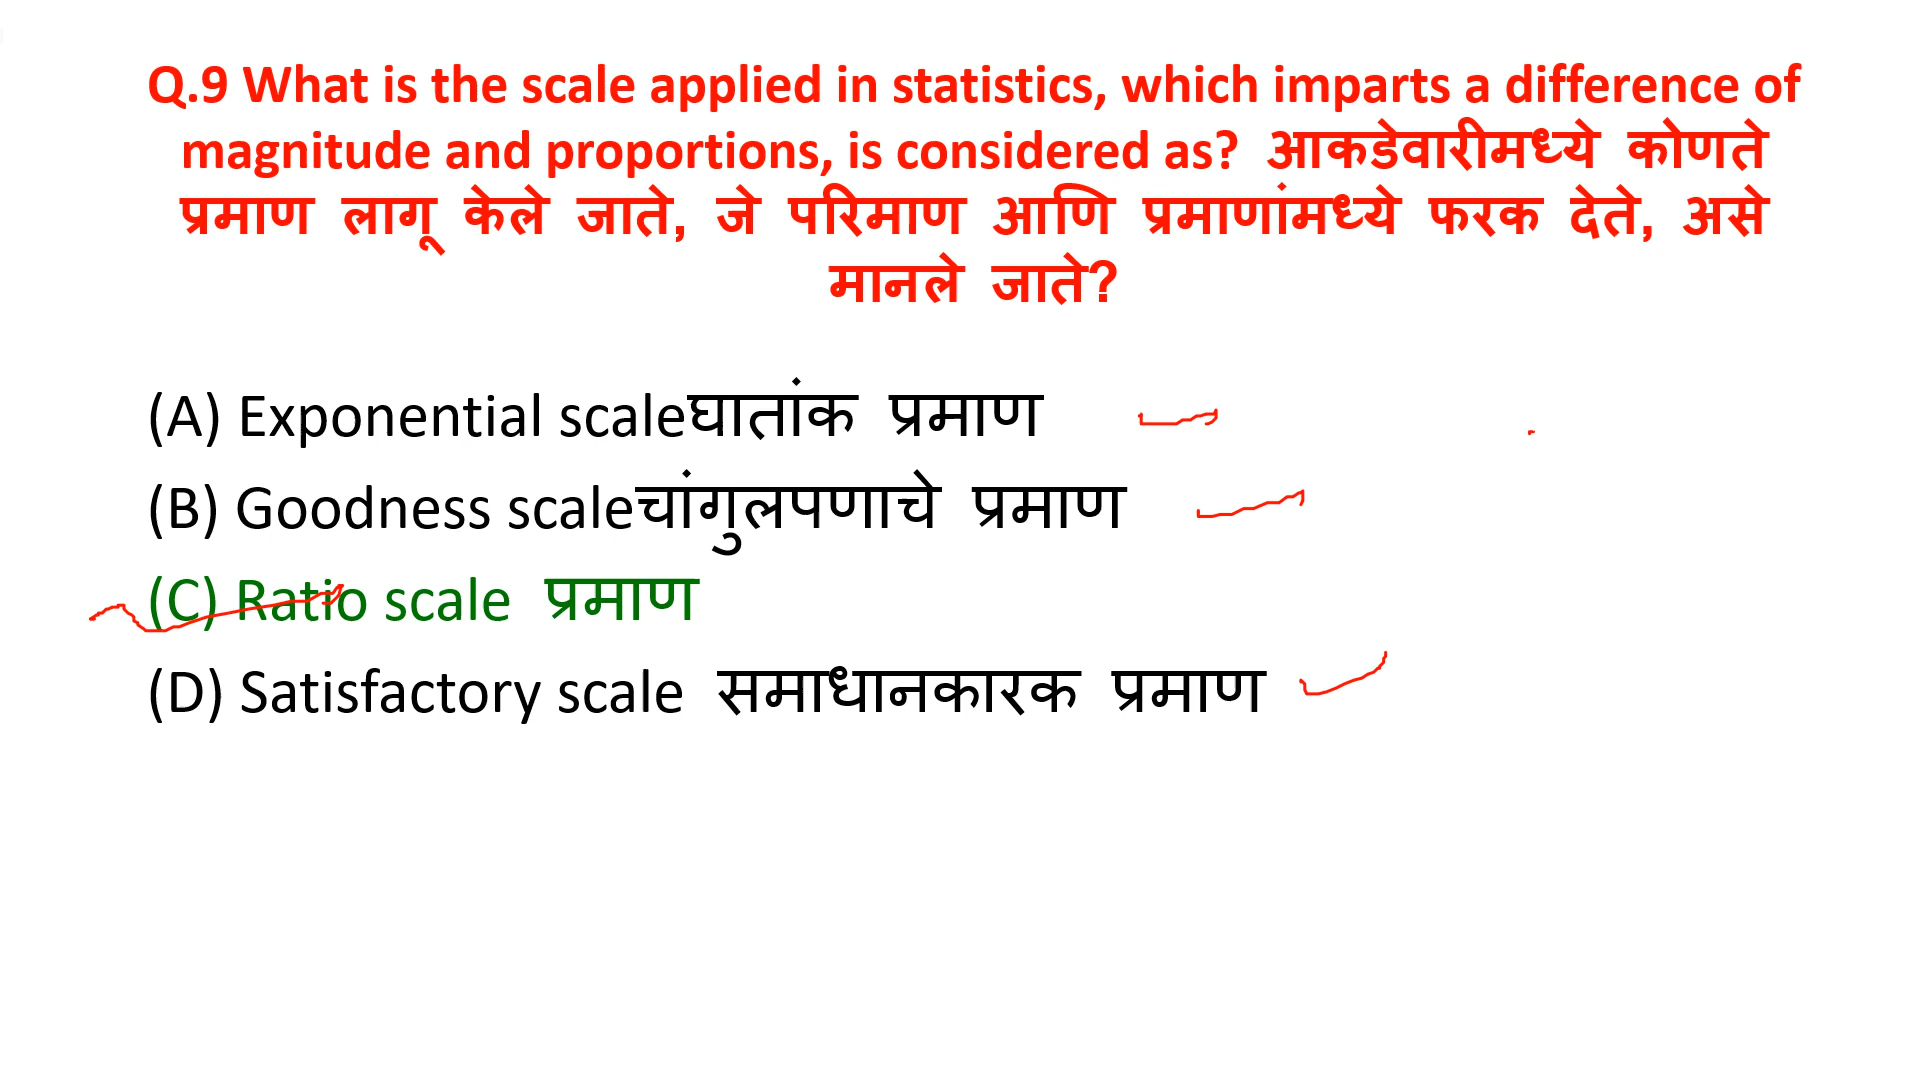 Q.9 What is the scale applied in statistics, which imparts a difference of
magnitude and proportions, is considered as? आकडेवारीमध्ये कोणते
प्रमाण लागू केले जाते, जे परिमाण आणि प्रमाणांमध्ये फरक देते, असे
मानले जाते?
(A) Exponential scaleघातांक प्रमाण
(B) Goodness scaleचांगुलपणाचे प्रमाण
(C) Ratio scale प्रमाण
(D) Satisfactory scale समाधानकारक प्रमाण